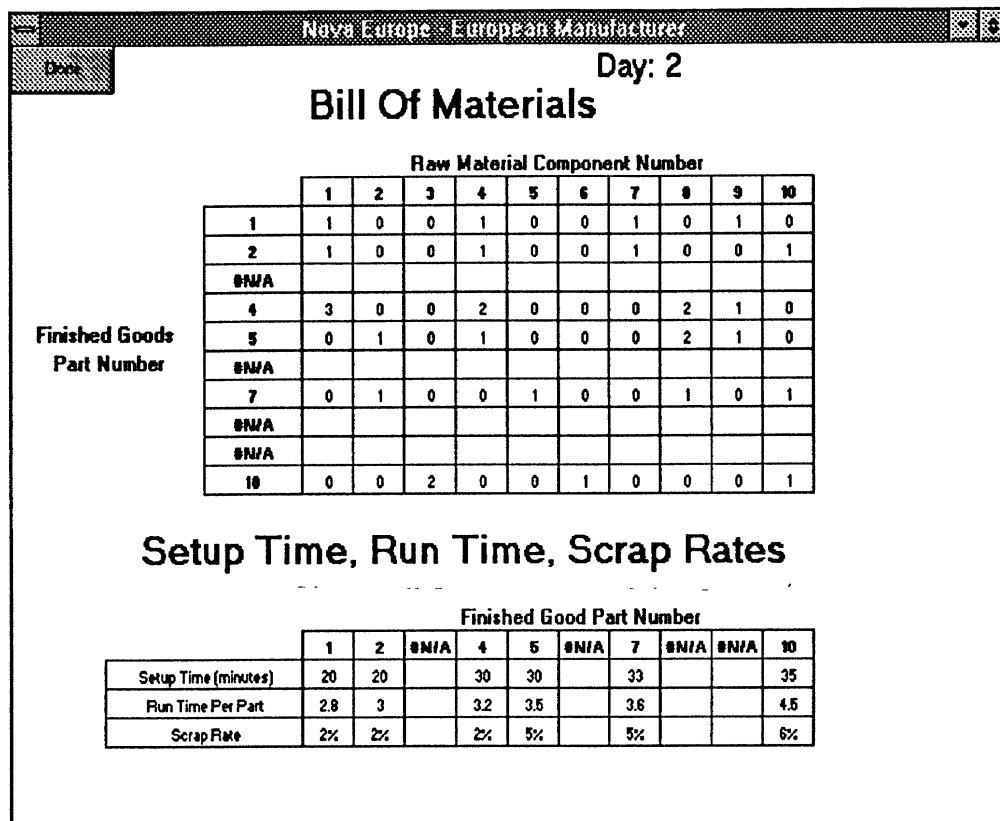 Nova Europe - European Manufacturer
Done
Day: 2
Bill Of Materials
Raw Material Component Number
1 2 3 4 5 6 7 8 9 10
1 1 0 0 1 0 0 1 0 1 0
2 1 0 0 1 0 0 1 0 0 1
#N/A
4 3 0 0 2 0 0 0 2 1 0
Finished Goods
Part Number
5 0 1 0 1 0 0 0 2 1 0
#N/A
7 0 1 0 0 1 0 0 1 0 1
#N/A
#N/A
10 0 0 2 0 0 1 0 0 0 1
Setup Time, Run Time, Scrap Rates
Finished Good Part Number
1 2 #N/A 4 5 #N/A 7 #N/A #N/A 10
Setup Time (minutes) 20 20 30 30 33 35
Run Time Per Part 2.8 3 3.2 3.5 3.6 4.5
Scrap Rate 2% 2% 2% 5% 5% 6%